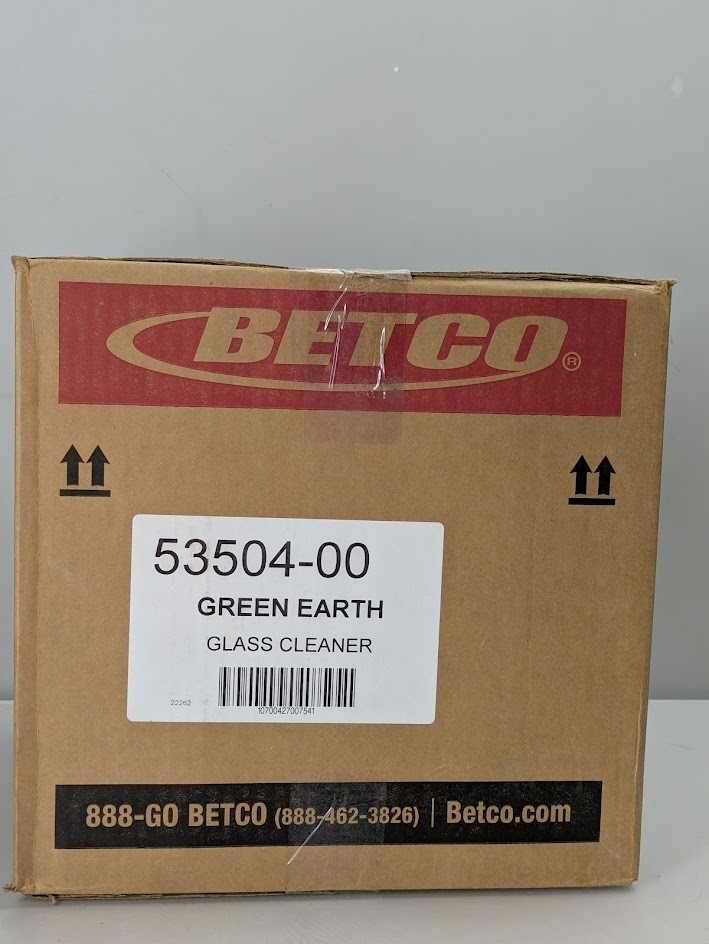 BETCO®
53504-00
GREEN EARTH
GLASS CLEANER
22262
10700427007541
888-GO BETCO (888-462-3826) | Betco.com